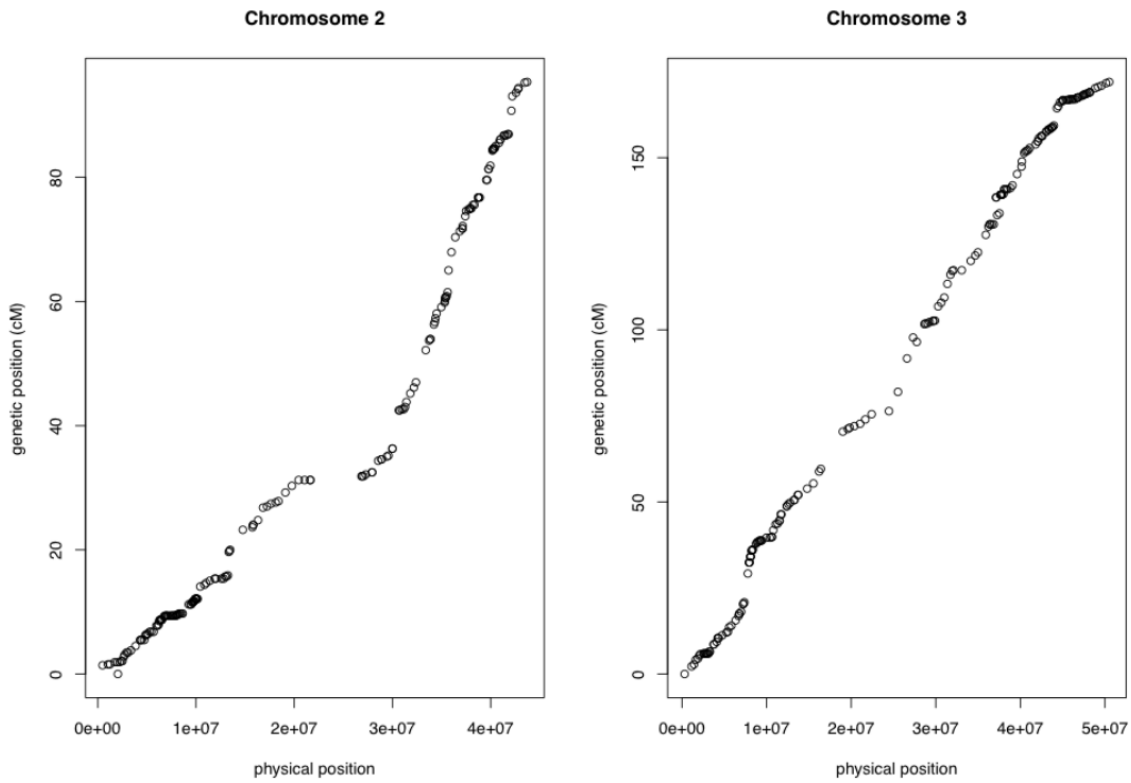 Chromosome 2
genetic position (cM)
80
60
40
20
0
0e+00 1e+07 2e+07 3e+07 4e+07
physical position
Chromosome 3
genetic position (cM)
150
100
50
0
0e+00 1e+07 2e+07 3e+07 4e+07 5e+07
physical position